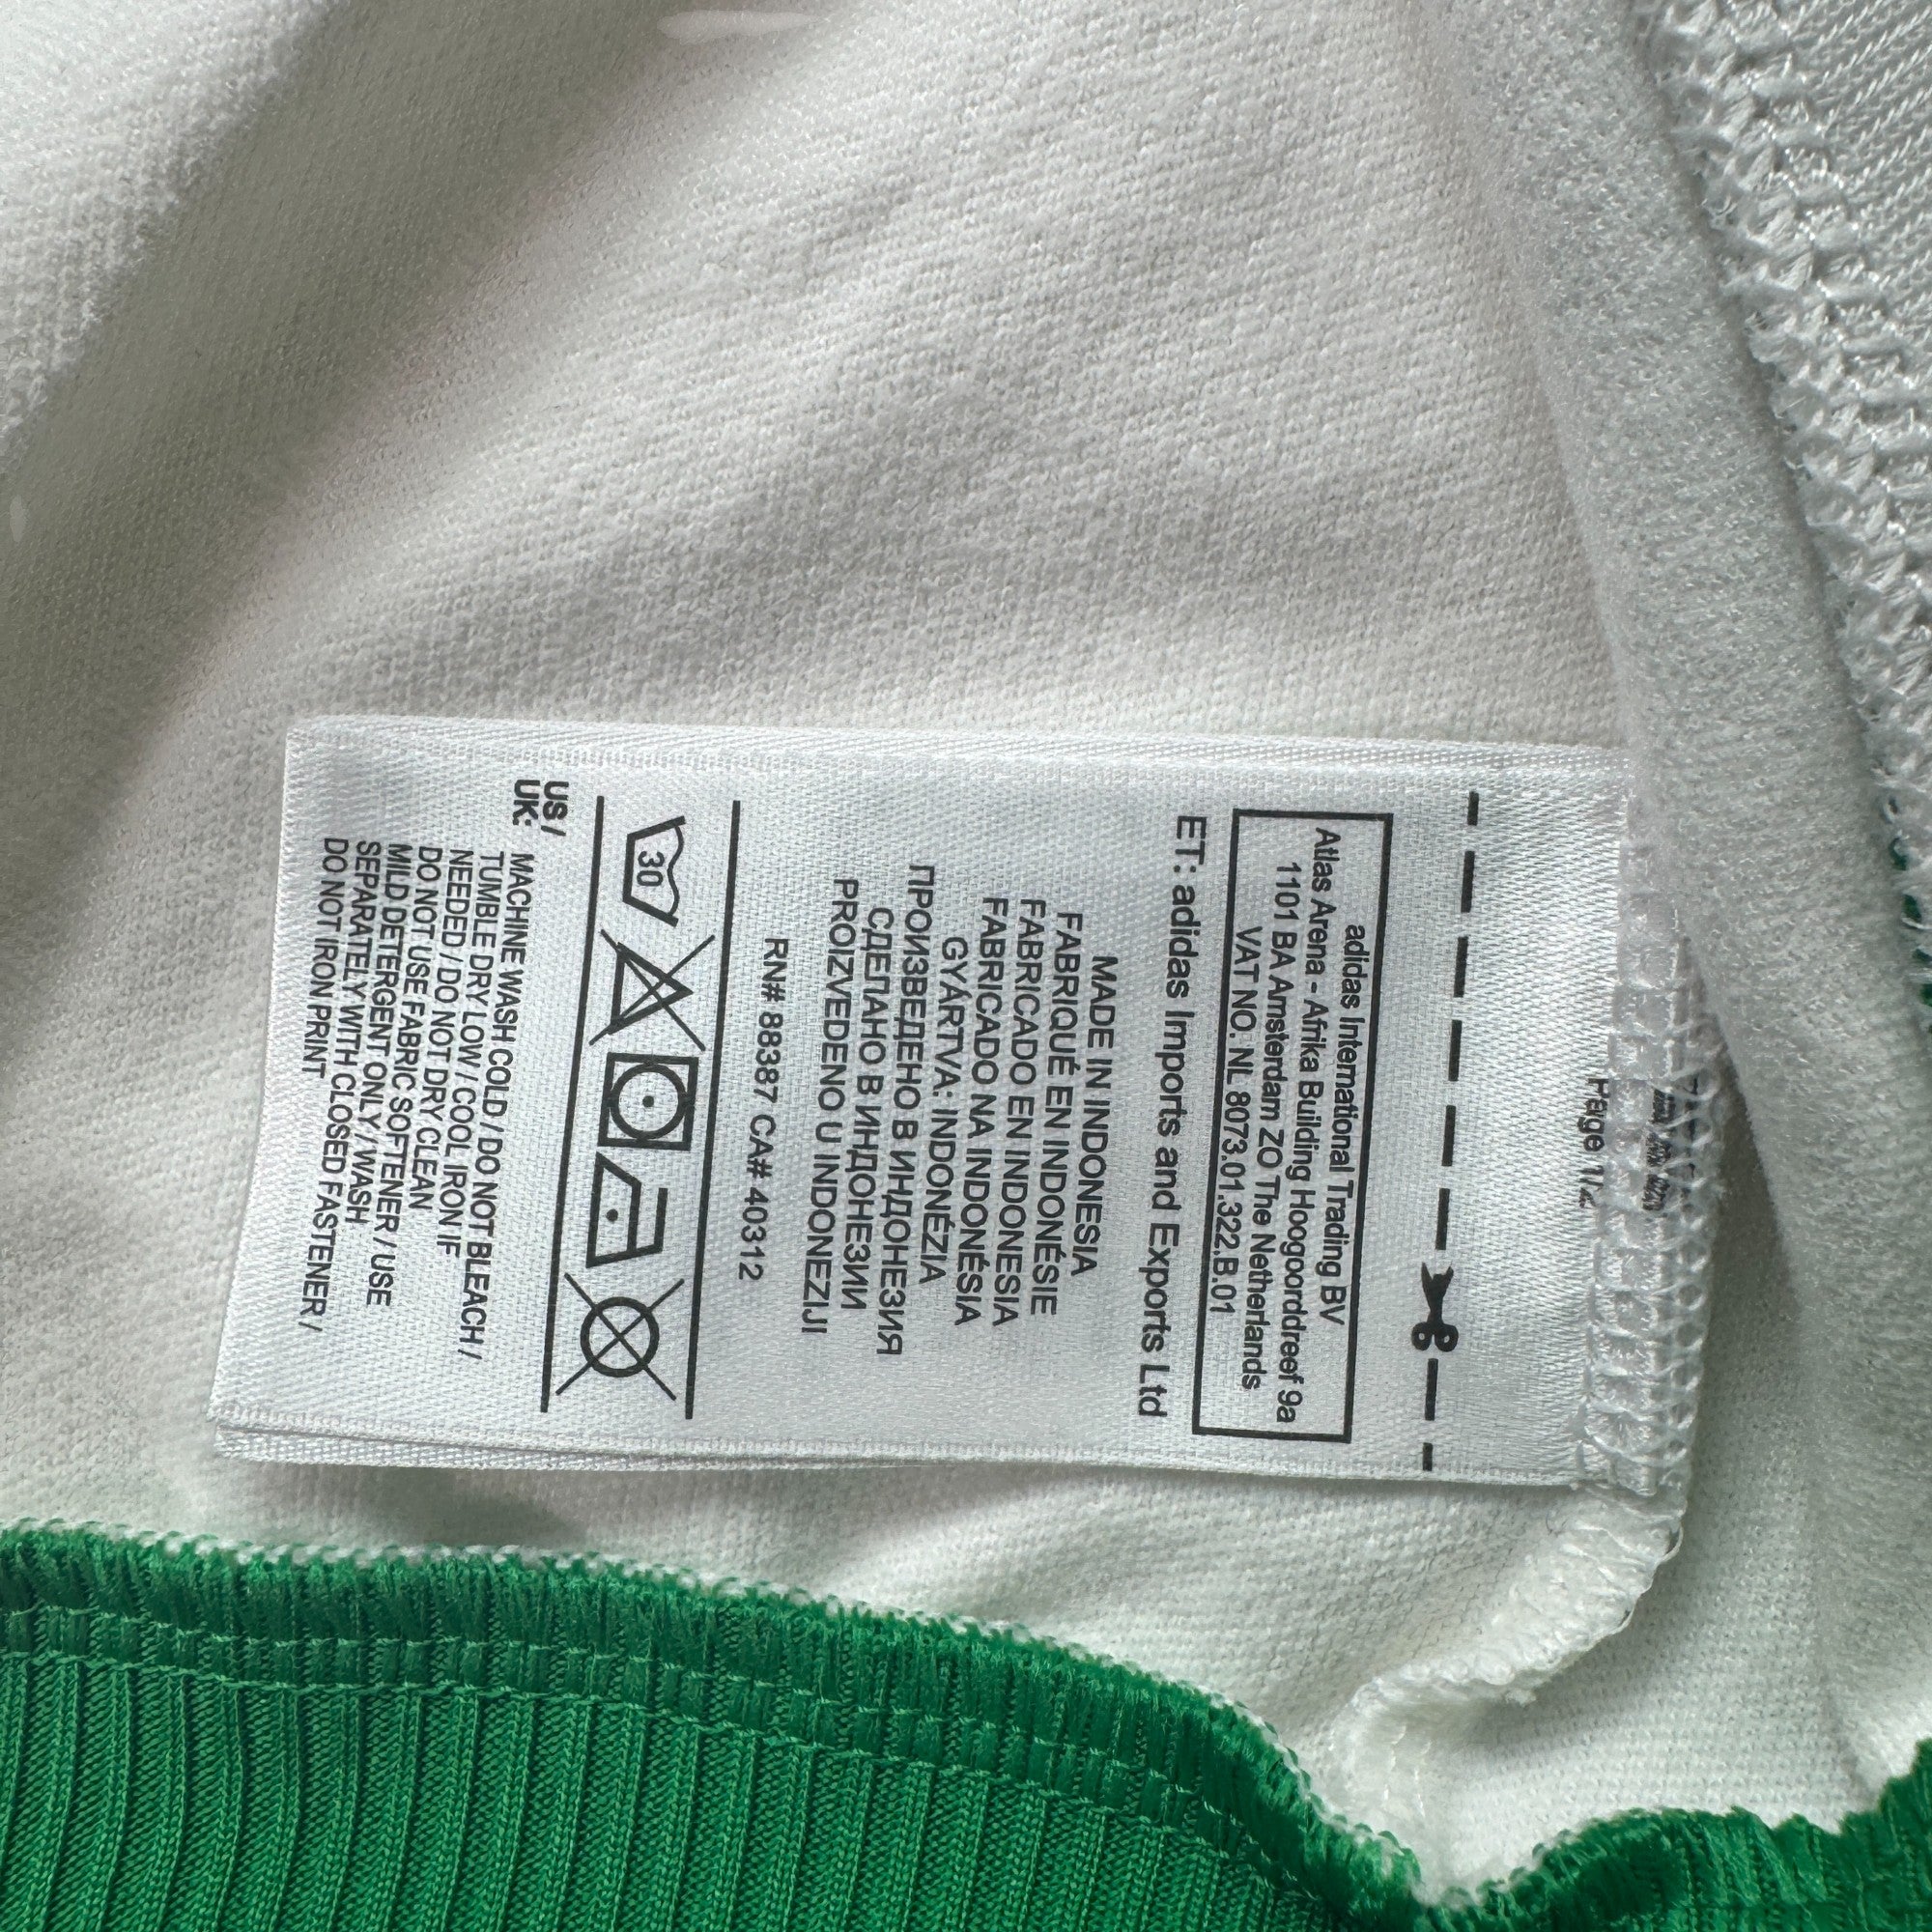 Page 1/2
adidas International Trading BV
Atlas Arena - Afrika Building Hoogoorddreef 9a
1101 BA Amsterdam ZO The Netherlands
VAT NO. NL 8073.01.322.B.01
ET: adidas Imports and Exports Ltd
MADE IN INDONESIA
FABRIQUÉ EN INDONÉSIE
FABRICADO EN INDONESIA
FABRICADO NA INDONÉSIA
GYÁRTVA: INDONÉZIA
ПРОИЗВЕДЕНО В ИНДОНЕЗИЯ
СДЕЛАНО В ИНДОНЕЗИИ
PROIZVEDENO U INDONEZIJI
RN# 88387 CA# 40312
30
US /
UK: MACHINE WASH COLD / DO NOT BLEACH /
TUMBLE DRY LOW / COOL IRON IF
NEEDED / DO NOT DRY CLEAN
DO NOT USE FABRIC SOFTENER / USE
MILD DETERGENT ONLY / WASH
SEPARATELY WITH CLOSED FASTENER /
DO NOT IRON PRINT